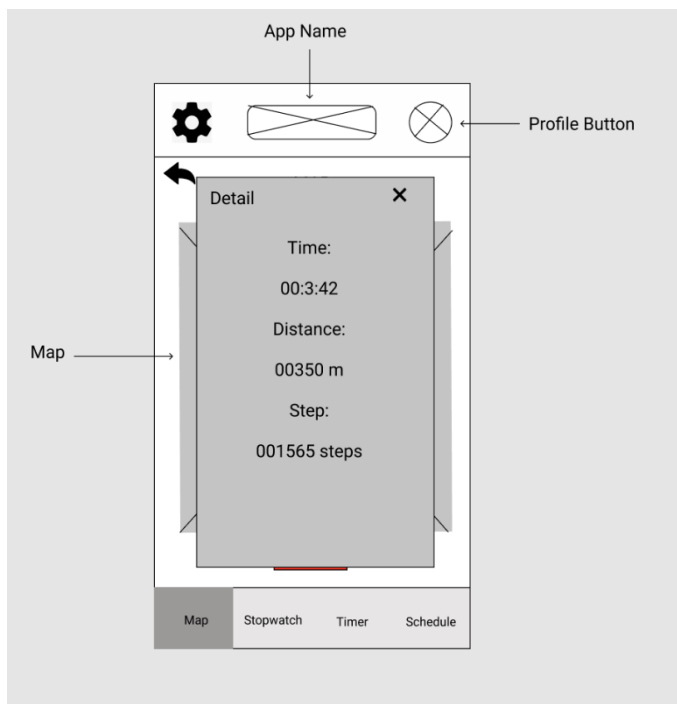 App Name
Profile Button
Detail ×
Time:
00:3:42
Distance:
00350 m
Map
Step:
001565 steps
Map Stopwatch Timer Schedule